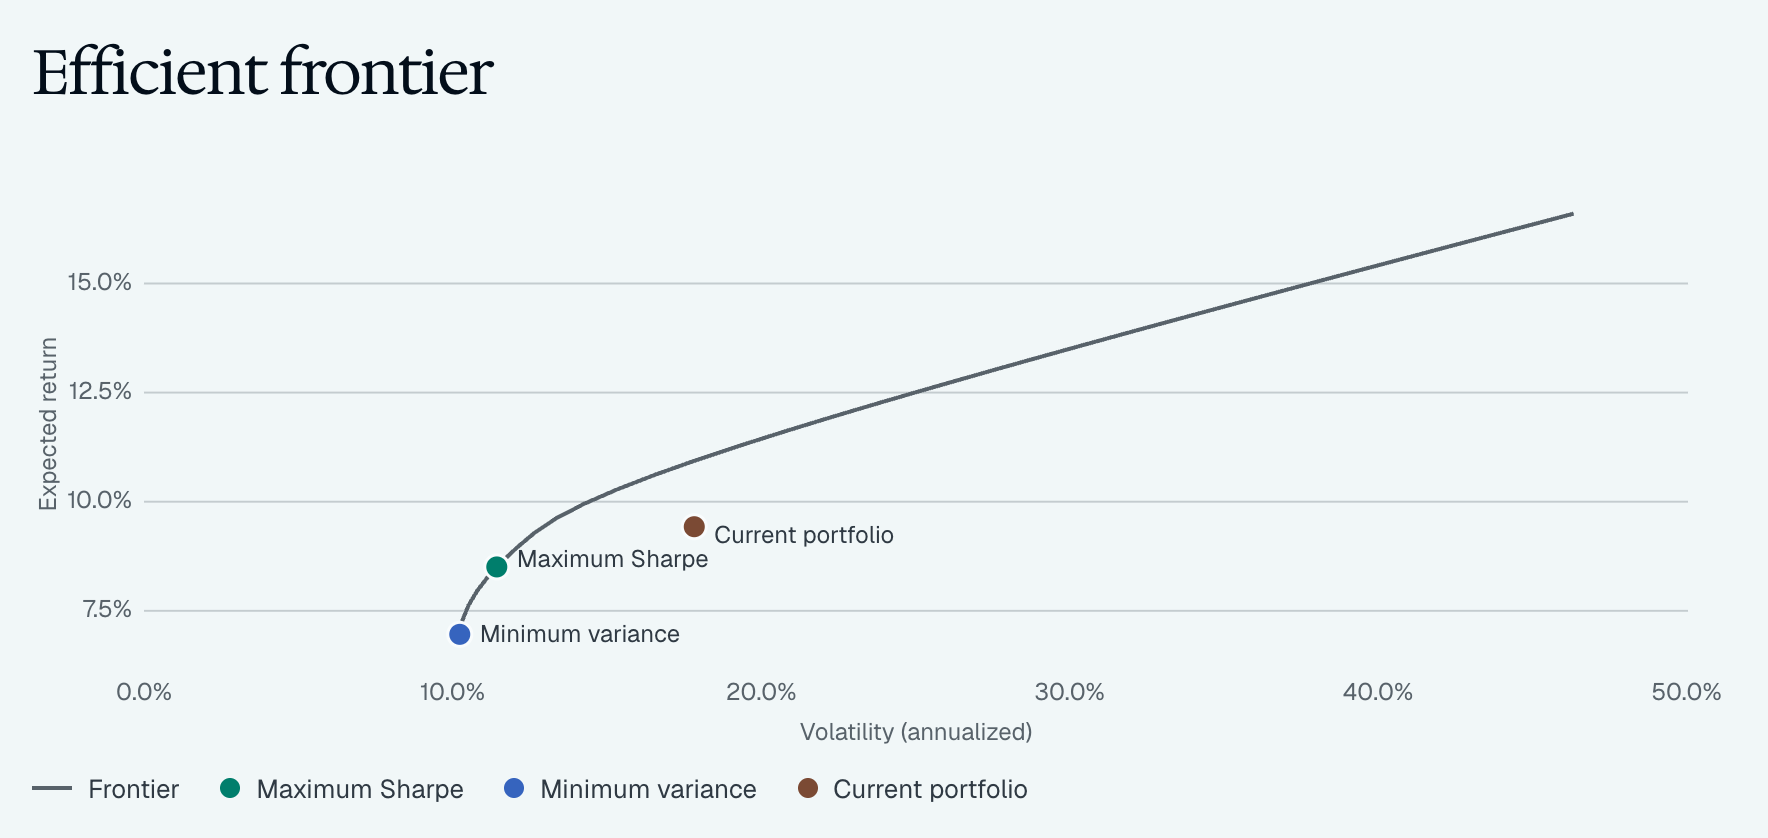 Efficient frontier
Expected return
15.0%
12.5%
10.0%
7.5%
Current portfolio
Maximum Sharpe
Minimum variance
0.0% 10.0% 20.0% 30.0% 40.0% 50.0%
Volatility (annualized)
Frontier Maximum Sharpe Minimum variance Current portfolio